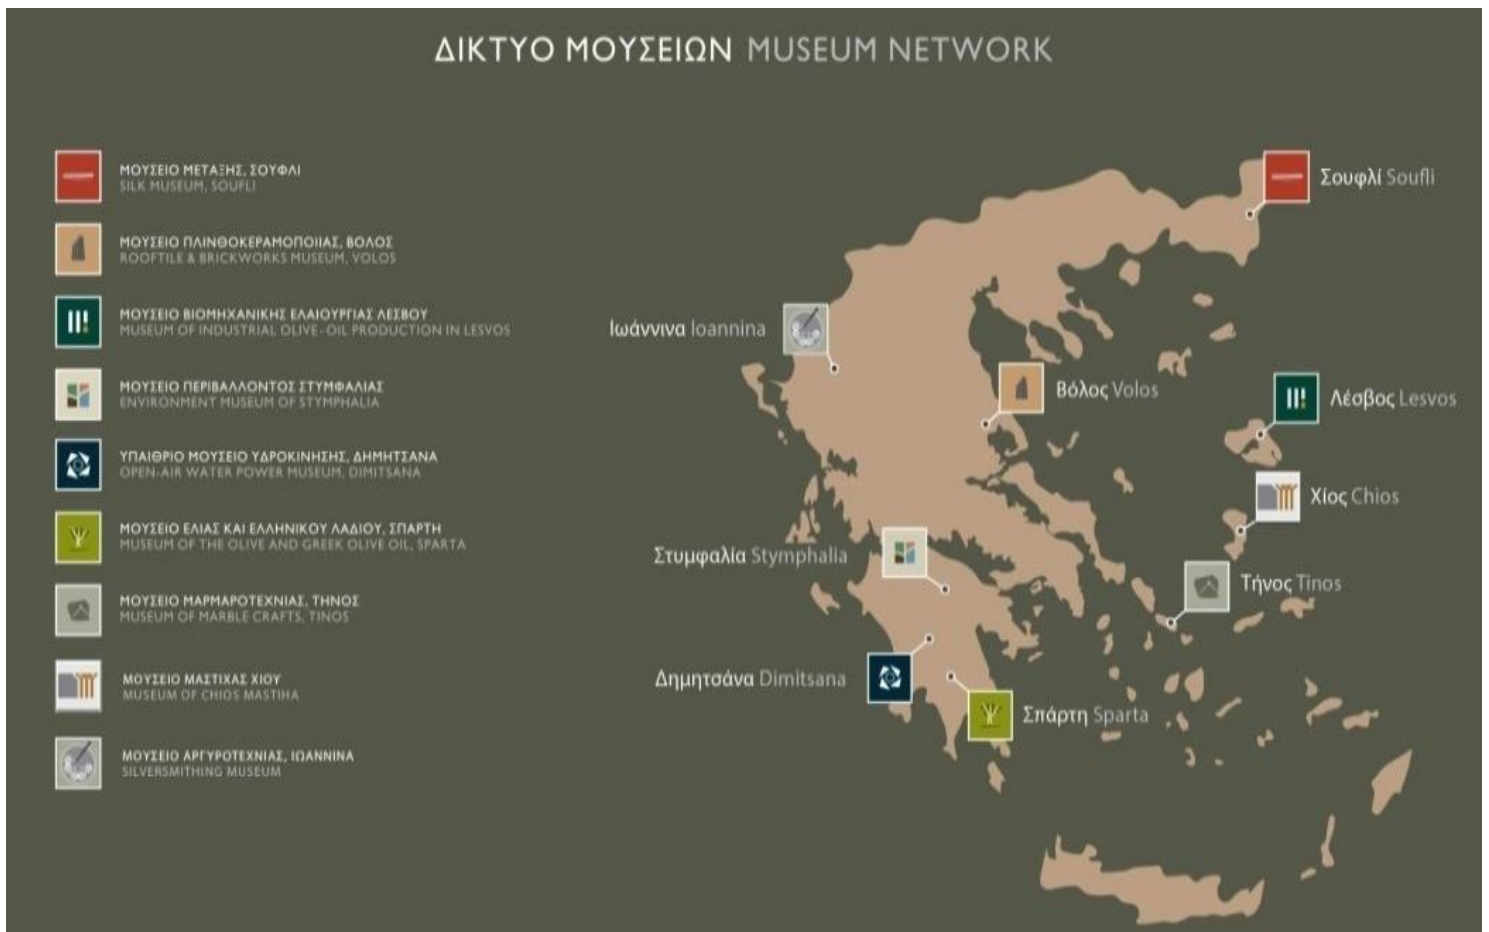 ΔΙΚΤΥΟ ΜΟΥΣΕΙΩΝ MUSEUM NETWORK
ΜΟΥΣΕΙΟ ΜΕΤΑΞΗΣ, ΣΟΥΦΛΙ
SILK MUSEUM, SOUFLI
ΜΟΥΣΕΙΟ ΠΛΙΝΘΟΚΕΡΑΜΟΠΟΙΙΑΣ, ΒΟΛΟΣ
ROOFTILE & BRICKWORKS MUSEUM, VOLOS
ΜΟΥΣΕΙΟ ΒΙΟΜΗΧΑΝΙΚΗΣ ΕΛΑΙΟΥΡΓΙΑΣ ΛΕΣΒΟΥ
MUSEUM OF INDUSTRIAL OLIVE-OIL PRODUCTION IN LESVOS
ΜΟΥΣΕΙΟ ΠΕΡΙΒΑΛΛΟΝΤΟΣ ΣΤΥΜΦΑΛΙΑΣ
ENVIRONMENT MUSEUM OF STYMPHALIA
ΥΠΑΙΘΡΙΟ ΜΟΥΣΕΙΟ ΥΔΡΟΚΙΝΗΣΗΣ, ΔΗΜΗΤΣΑΝΑ
OPEN-AIR WATER POWER MUSEUM, DIMITSANA
ΜΟΥΣΕΙΟ ΕΛΙΑΣ ΚΑΙ ΕΛΛΗΝΙΚΟΥ ΛΑΔΙΟΥ, ΣΠΑΡΤΗ
MUSEUM OF THE OLIVE AND GREEK OLIVE OIL, SPARTA
ΜΟΥΣΕΙΟ ΜΑΡΜΑΡΟΤΕΧΝΙΑΣ, ΤΗΝΟΣ
MUSEUM OF MARBLE CRAFTS, TINOS
ΜΟΥΣΕΙΟ ΜΑΣΤΙΧΑΣ ΧΙΟΥ
MUSEUM OF CHIOS MASTIHA
ΜΟΥΣΕΙΟ ΑΡΓΥΡΟΤΕΧΝΙΑΣ, ΙΩΑΝΝΙΝΑ
SILVERSMITHING MUSEUM
Σουφλί Soufli
Ιωάννινα Ioannina
Βόλος Volos
Λέσβος Lesvos
Χίος Chios
Στυμφαλία Stymphalia
Τήνος Tinos
Δημητσάνα Dimitsana
Σπάρτη Sparta